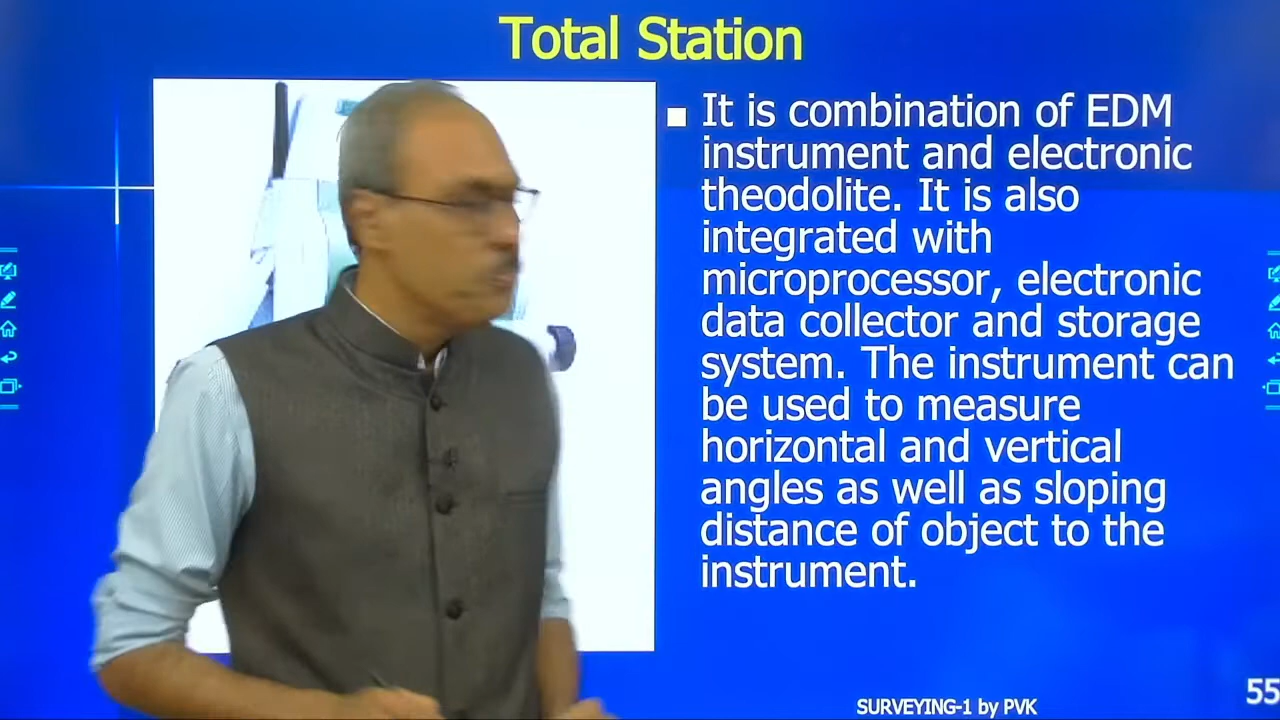 Total Station
It is combination of EDM
instrument and electronic
theodolite. It is also
integrated with
microprocessor, electronic
data collector and storage
system. The instrument can
be used to measure
horizontal and vertical
angles as well as sloping
distance of object to the
instrument.
SURVEYING-1 by PVK
55